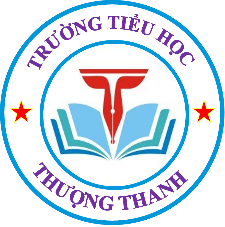 TRƯỜNG TIỂU HỌC
THƯỢNG THANH